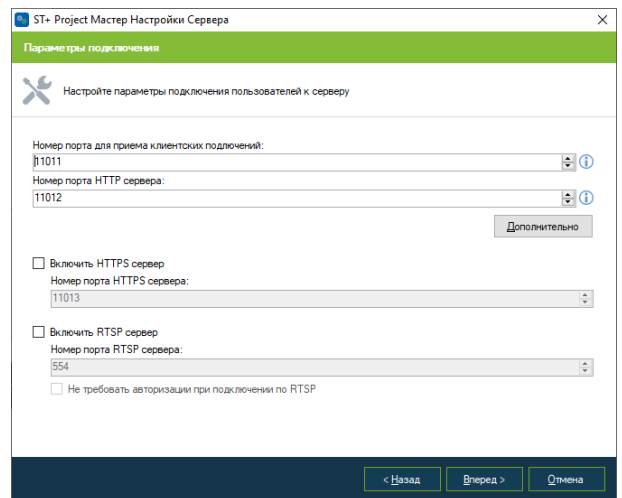 ST+ Project Мастер Настройки Сервера
Параметры подключения
Настройте параметры подключения пользователей к серверу
Номер порта для приема клиентских подлючений:
11011
Номер порта HTTP сервера:
11012
Дополнительно
Включить HTTPS сервер
Номер порта HTTPS сервера:
11013
Включить RTSP сервер
Номер порта RTSP сервера:
554
Не требовать авторизации при подключении по RTSP
< Назад Вперед > Отмена